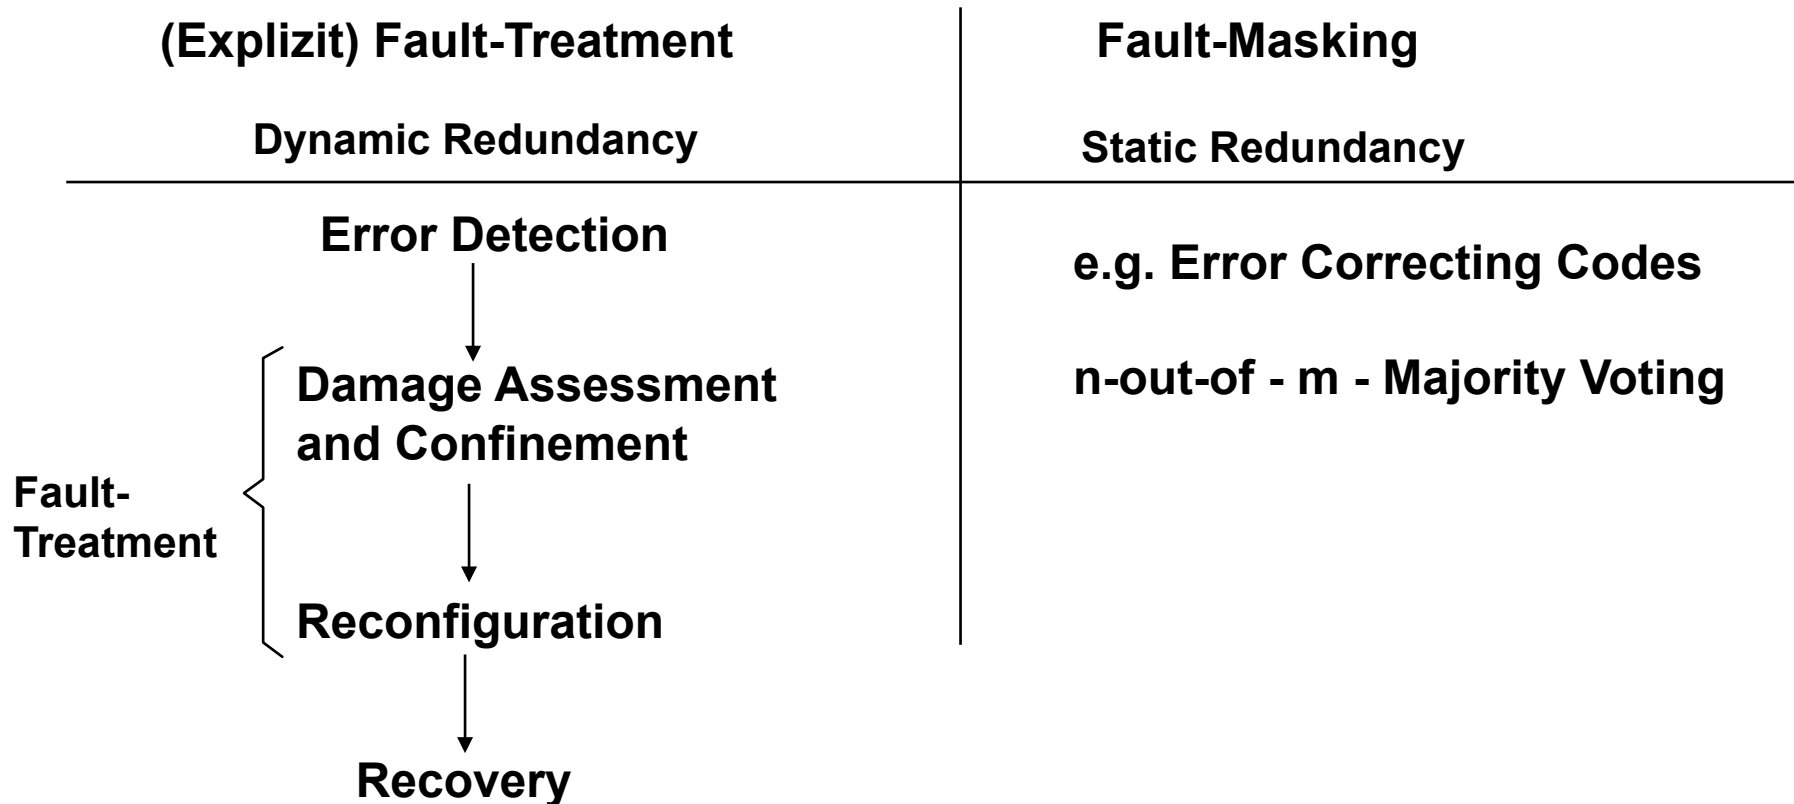 (Explizit) Fault-Treatment
Dynamic Redundancy
Error Detection
Damage Assessment
and Confinement
Fault-
Treatment
Reconfiguration
Recovery
Fault-Masking
Static Redundancy
e.g. Error Correcting Codes
n-out-of - m - Majority Voting